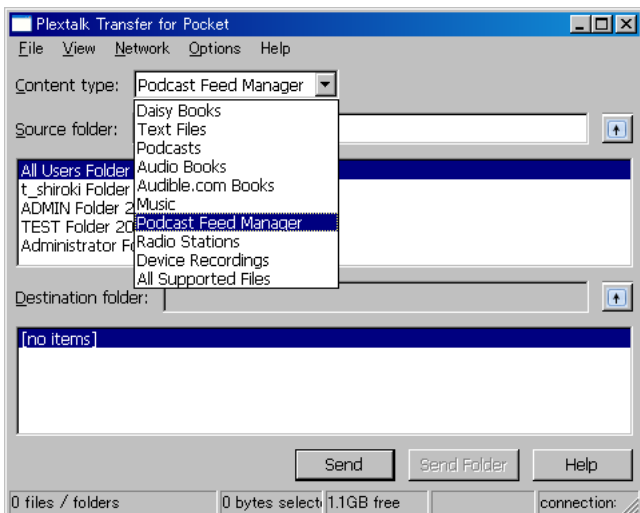 Plextalk Transfer for Pocket
File View Network Options Help
Content type: Podcast Feed Manager
Daisy Books
Text Files
Podcasts
Audio Books
Audible.com Books
Music
Podcast Feed Manager
Radio Stations
Device Recordings
All Supported Files
Source folder:
All Users Folder
t_shiroki Folder
ADMIN Folder 2
TEST Folder 20
Administrator Fo
Destination folder:
[no items]
Send Send Folder Help
0 files / folders 0 bytes select 1.1GB free connection: